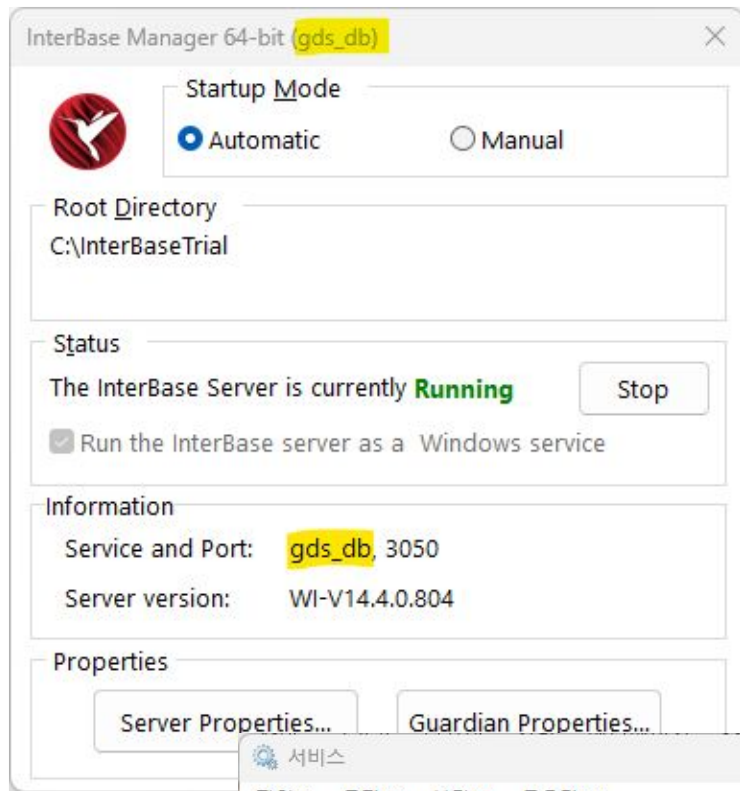 InterBase Manager 64-bit (gds_db)
Startup Mode
Automatic Manual
Root Directory
C:\InterBaseTrial
Status
The InterBase Server is currently Running Stop
Run the InterBase server as a Windows service
Information
Service and Port: gds_db, 3050
Server version: WI-V14.4.0.804
Properties
Server Properties... Guardian Properties...
서비스